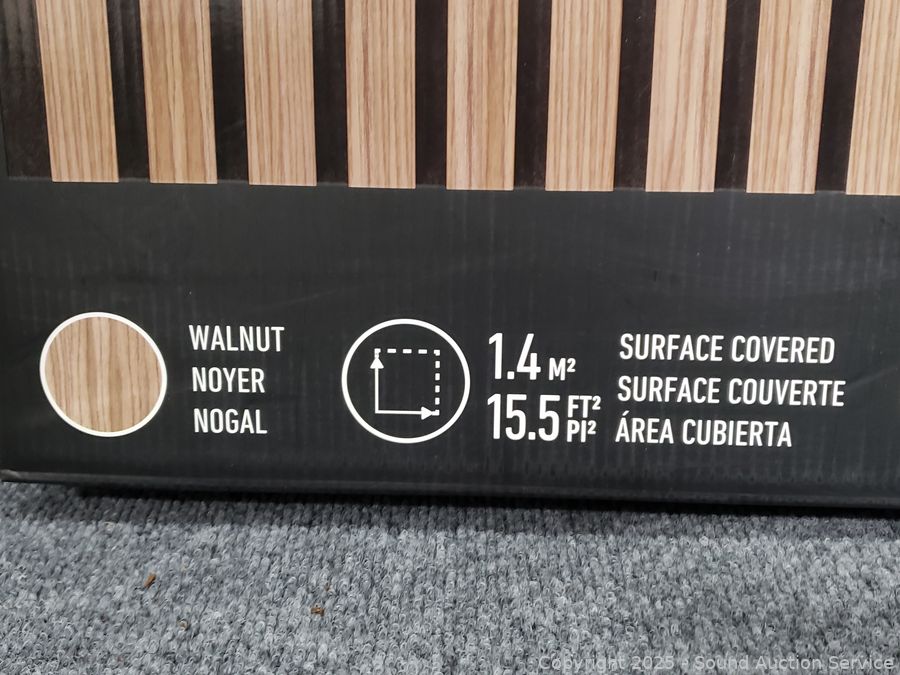 WALNUT
NOYER
NOGAL
1.4 M²
15.5 FT² PI²
SURFACE COVERED
SURFACE COUVERTE
ÁREA CUBIERTA
Copyright 2025 - Sound Auction Service